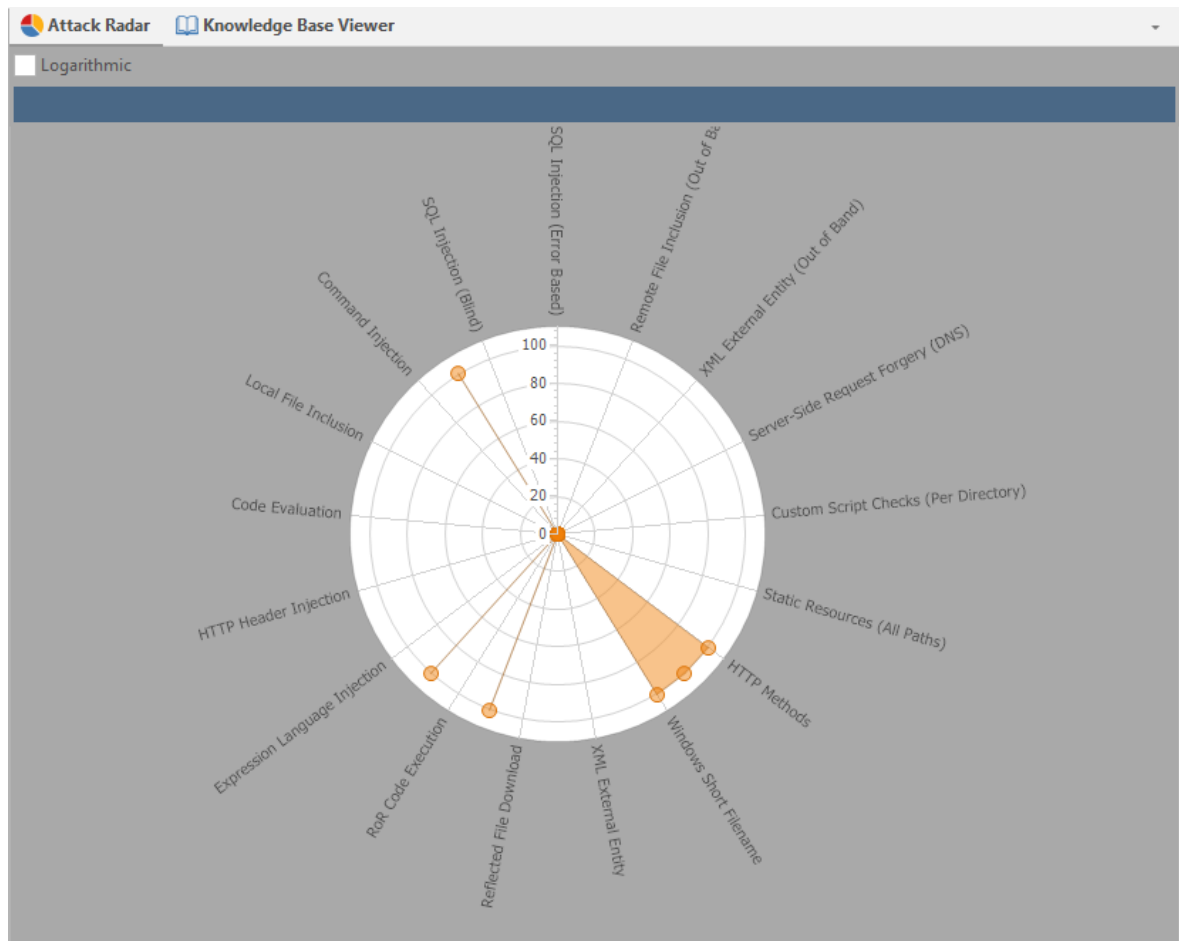 Attack Radar
Knowledge Base Viewer
Logarithmic
SQL Injection (Error Based)
Remote File Inclusion (Out of
XML External Entity (Out of Band)
Server-Side Request Forgery (DNS)
Custom Script Checks (Per Directory)
Static Resources (All Paths)
HTTP Methods
Windows Short Filename
XML External Entity
Reflected File Download
RoR Code Execution
Expression Language Injection
HTTP Header Injection
Code Evaluation
Local File Inclusion
Command Injection
SQL Injection (Blind)
100
80
60
40
20
0